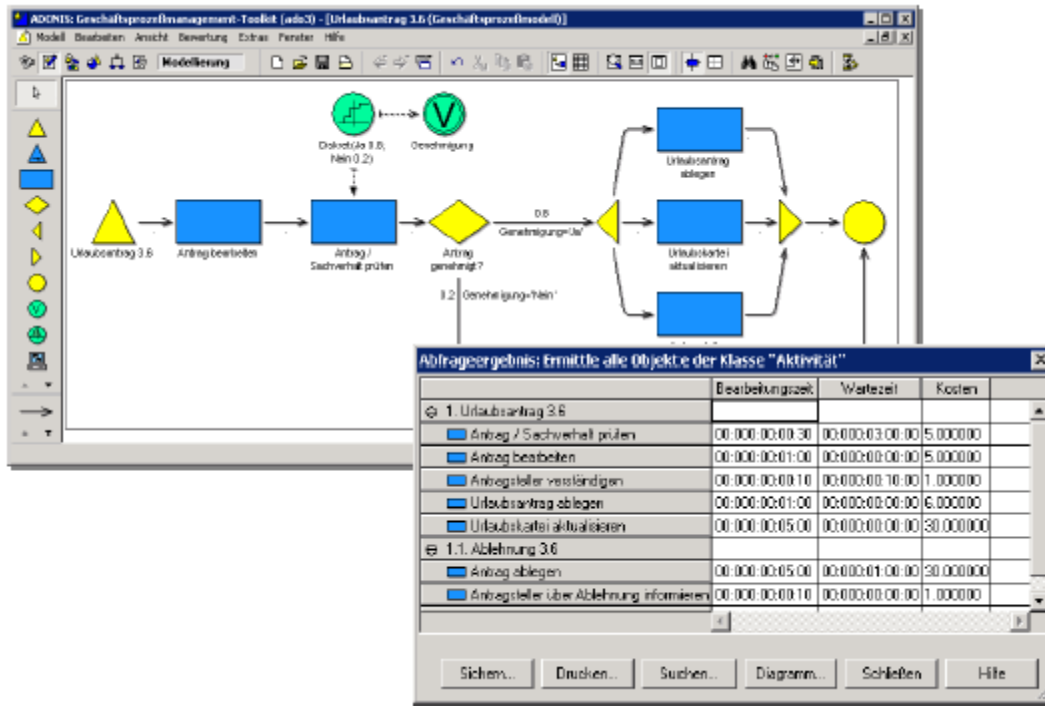 ADONIS: Geschäftsprozeßmanagement-Toolkit (ado3) - [Urlaubsantrag 3.6 (Geschäftsprozeßmodell)]
Modell Bearbeiten Ansicht Bewertung Extras Fenster Hilfe
Modellierung
Diskret(Ja 0.8;
Nein 0.2)
V
Genehmigung
Urlaubsantrag
ablegen
0.8
Genehmigung='Ja'
Urlaubsantrag 3.6
Antrag bearbeiten
Antrag /
Sachverhalt prüfen
Antrag
genehmigt?
Urlaubskartei
aktualisieren
0.2 Genehmigung='Nein'
Abfrageergebnis: Ermittle alle Objekte der Klasse "Aktivität"
Bearbeitungszeit Wartezeit Kosten
1. Urlaubsantrag 3.6
Antrag / Sachverhalt prüfen 00:000:00:00:30 00:000:03:00:00 5.000000
Antrag bearbeiten 00:000:00:01:00 00:000:00:00:00 5.000000
Antragsteller verständigen 00:000:00:00:10 00:000:00:10:00 1.000000
Urlaubsantrag ablegen 00:000:00:01:00 00:000:00:00:00 6.000000
Urlaubskartei aktualisieren 00:000:00:05:00 00:000:00:00:00 30.000000
1.1. Ablehnung 3.6
Antrag ablegen 00:000:00:05:00 00:000:01:00:00 30.000000
Antragsteller über Ablehnung informieren 00:000:00:00:10 00:000:00:00:00 1.000000
Sichern... Drucken... Suchen... Diagramm... Schließen Hilfe